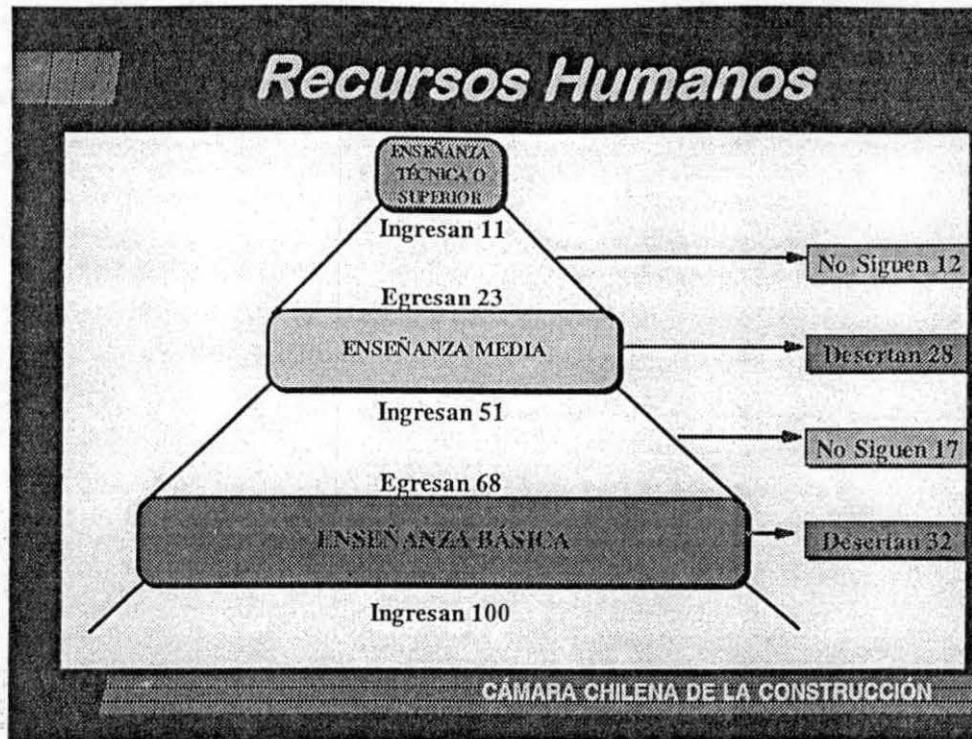 Recursos Humanos
ENSEÑANZA
TÉCNICA O
SUPERIOR
Ingresan 11
No Siguen 12
Egresan 23
ENSEÑANZA MEDIA
Desertan 28
Ingresan 51
No Siguen 17
Egresan 68
ENSEÑANZA BÁSICA
Desertan 32
Ingresan 100
CÁMARA CHILENA DE LA CONSTRUCCIÓN